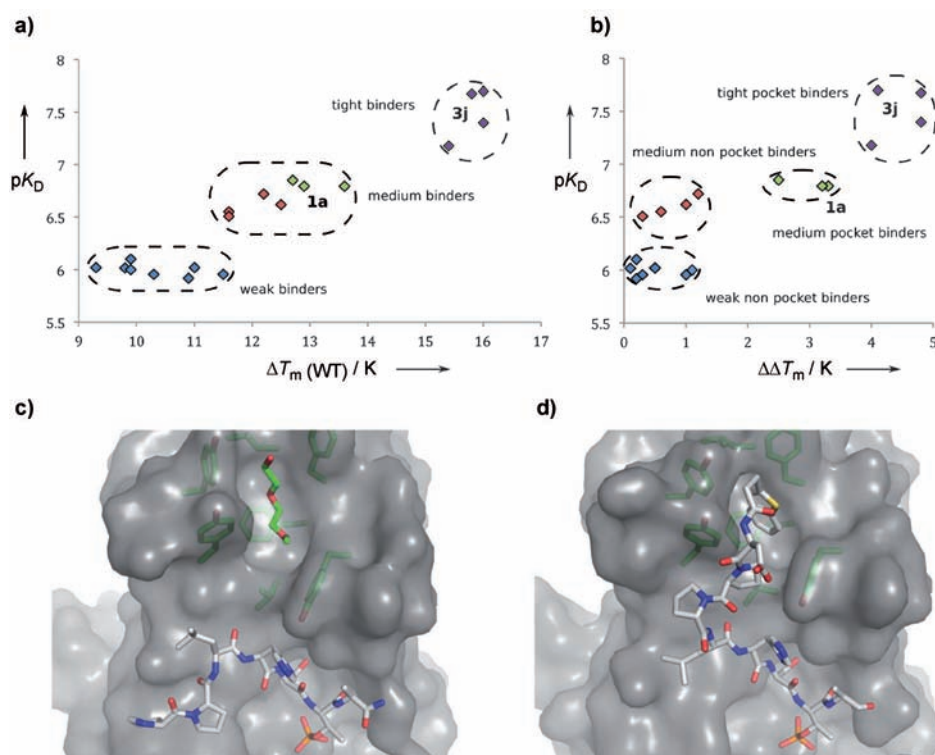 a)
8
7.5
7
6.5
6
5.5
pKD
tight binders
3j
medium binders
1a
weak binders
9 10 11 12 13 14 15 16 17
ΔTm (WT) / K
b)
8
7.5
7
6.5
6
5.5
pKD
tight pocket binders
3j
medium non pocket binders
1a
medium pocket binders
weak non pocket binders
0 1 2 3 4 5
ΔΔTm / K
c)
d)